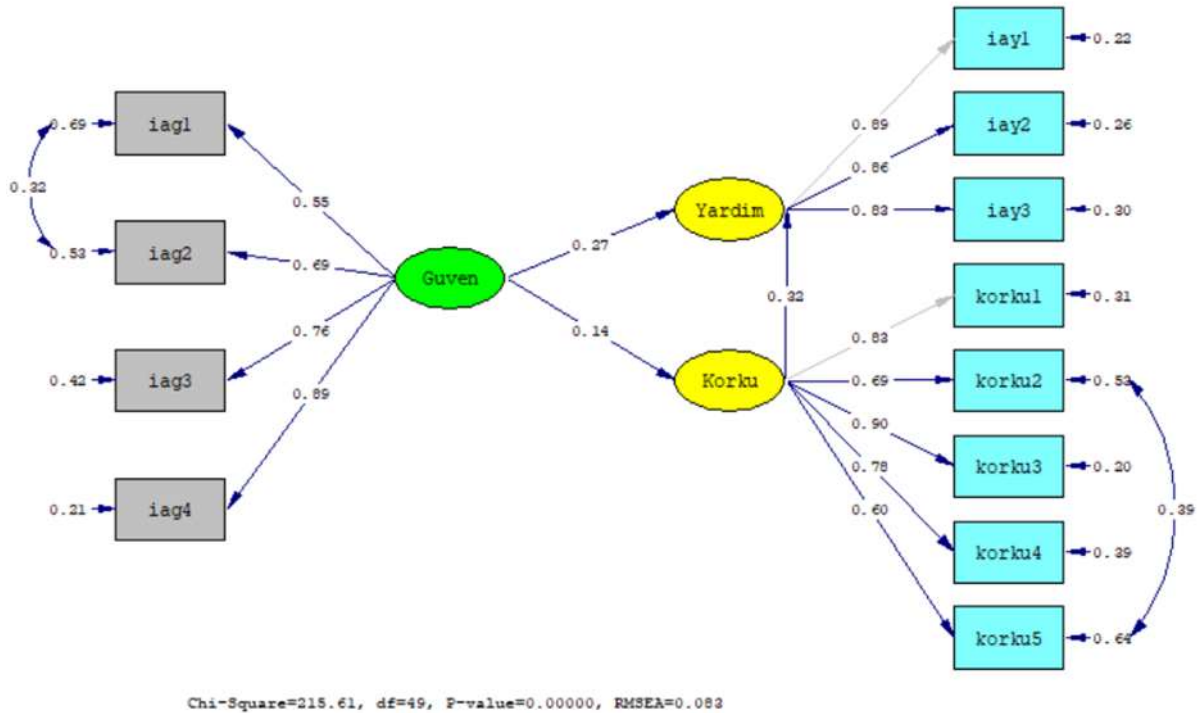 iag1
iag2
iag3
iag4
0.69
0.53
0.42
0.21
0.32
0.55
0.69
0.76
0.89
Guven
0.27
0.14
Yardim
Korku
0.32
0.89
0.86
0.83
0.83
0.69
0.90
0.78
0.60
iay1
iay2
iay3
korku1
korku2
korku3
korku4
korku5
0.22
0.26
0.30
0.31
0.53
0.20
0.39
0.64
0.39
Chi-Square=215.61, df=49, P-value=0.00000, RMSEA=0.083